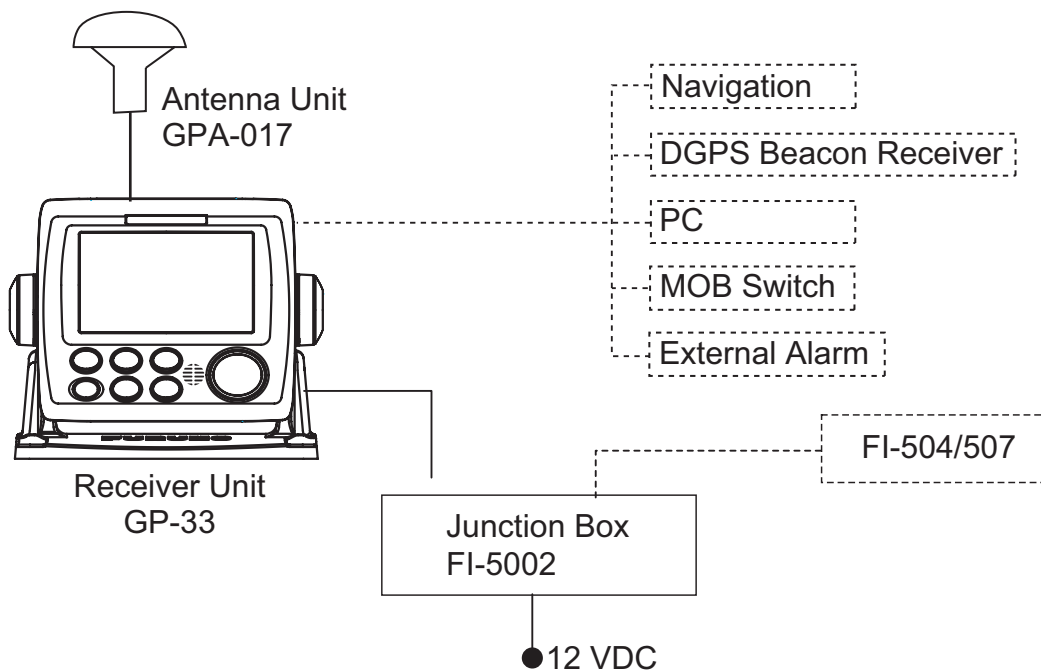 Antenna Unit
GPA-017
Navigation
DGPS Beacon Receiver
PC
MOB Switch
External Alarm
FURUNO
Receiver Unit
GP-33
FI-504/507
Junction Box
FI-5002
12 VDC